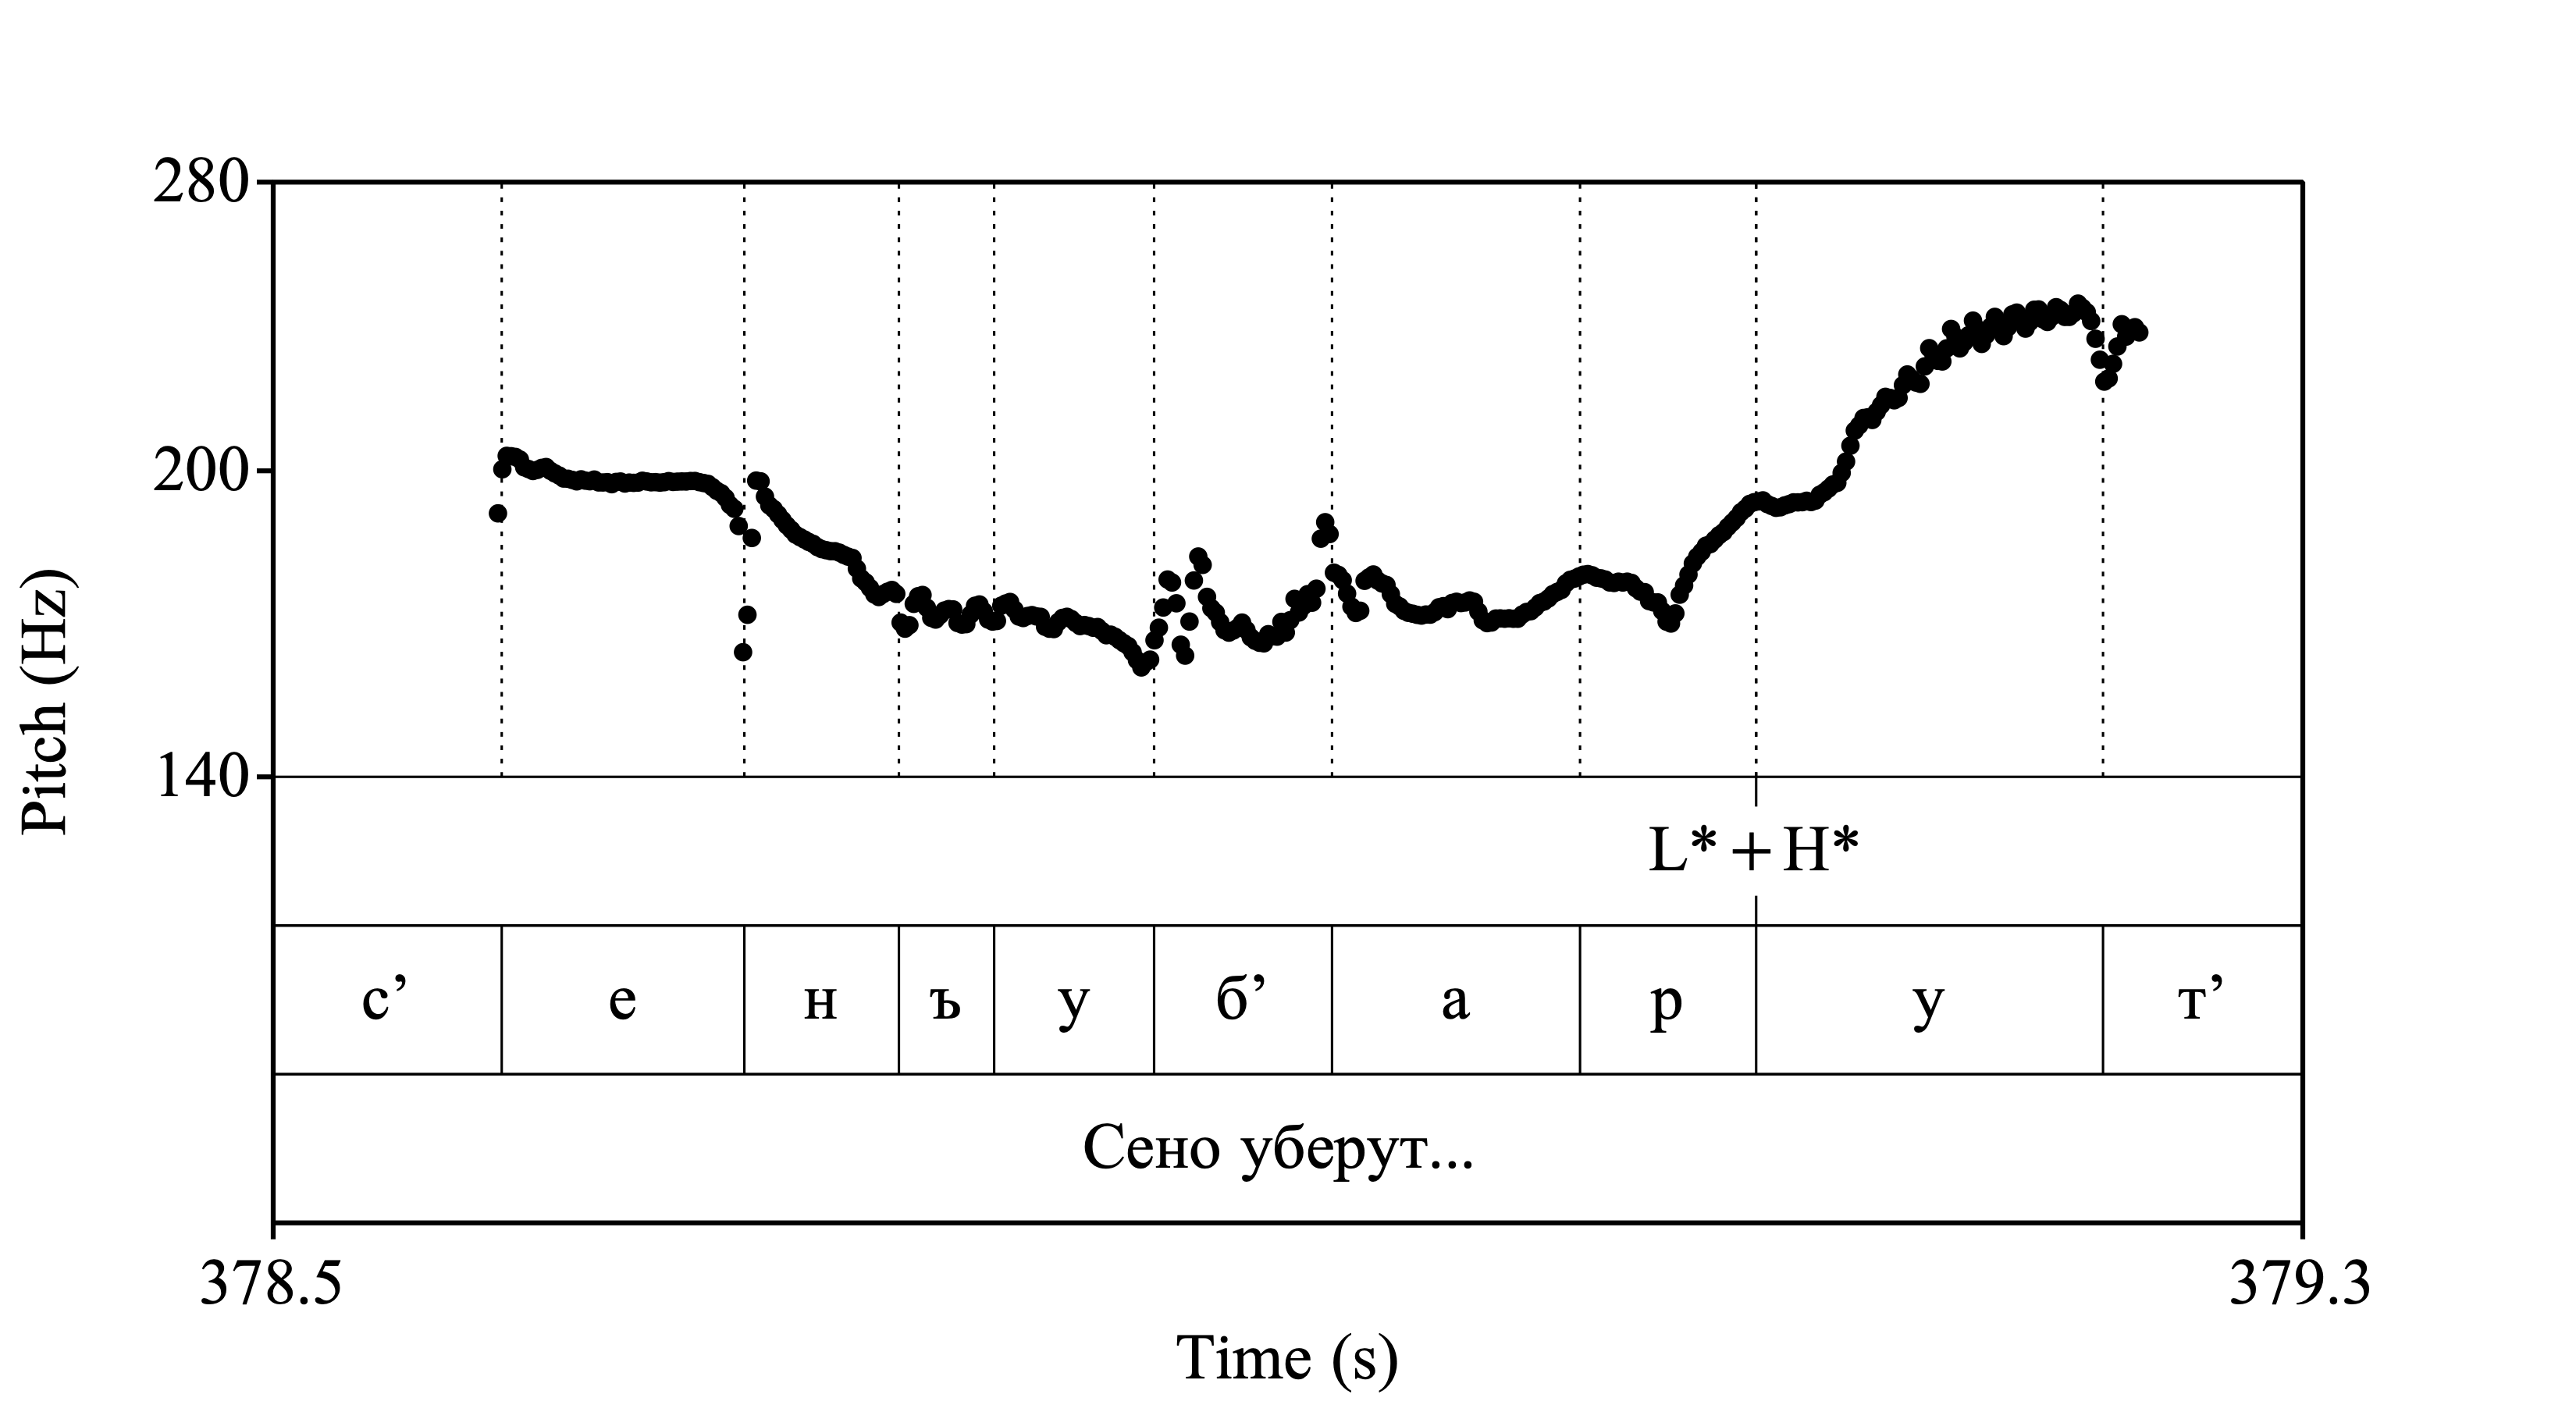 280
200
140
Pitch (Hz)
L*+H*
с’ е н ъ у б’ а р у т’
Сено уберут...
378.5 379.3
Time (s)